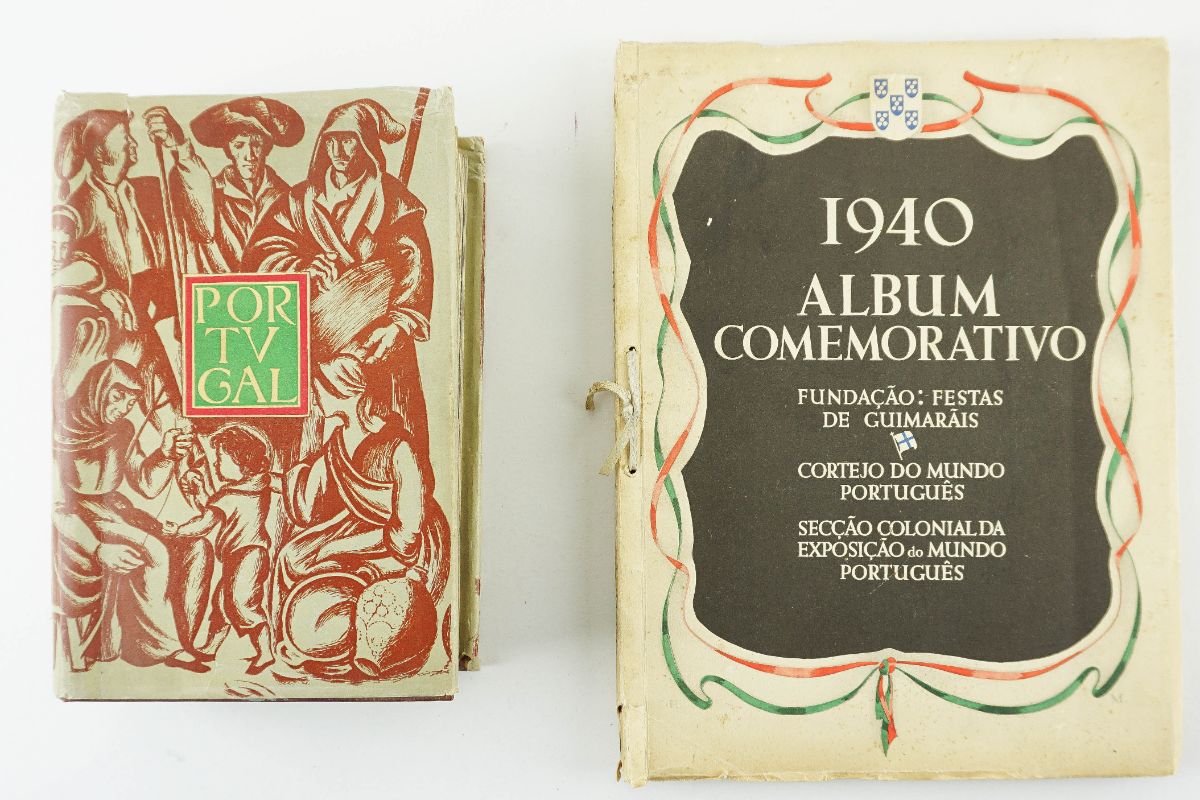 POR
TV
GAL
1940
ALBUM
COMEMORATIVO
FUNDAÇÃO: FESTAS
DE GUIMARÃIS
CORTEJO DO MUNDO
PORTUGUÊS
SECÇÃO COLONIAL DA
EXPOSIÇÃO do MUNDO
PORTUGUÊS